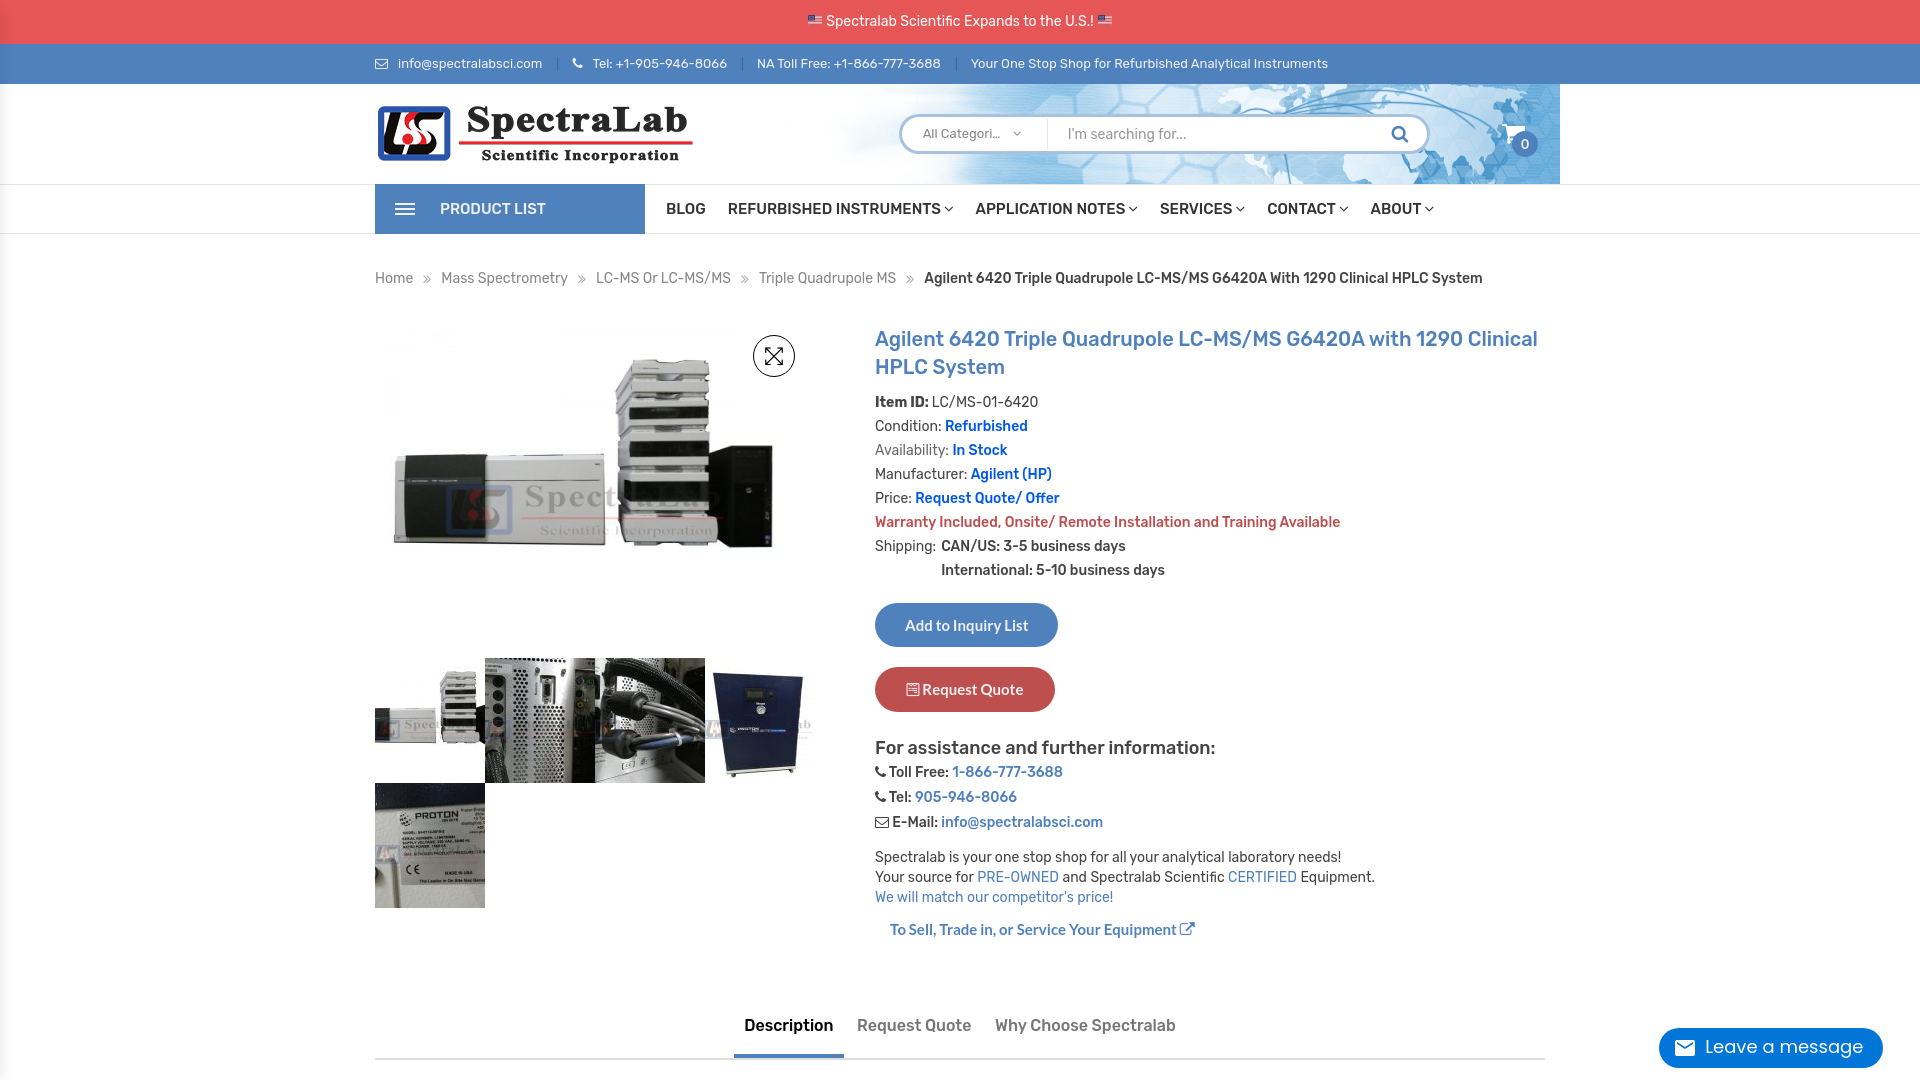 Spectralab Scientific Expands to the U.S.!
info@spectralabsci.com
Tel: +1-905-946-8066
NA Toll Free: +1-866-777-3688
Your One Stop Shop for Refurbished Analytical Instruments
SpectraLab
Scientific Incorporation
All Categori...
I'm searching for...
0
PRODUCT LIST
BLOG
REFURBISHED INSTRUMENTS
APPLICATION NOTES
SERVICES
CONTACT
ABOUT
Home » Mass Spectrometry » LC-MS Or LC-MS/MS » Triple Quadrupole MS » Agilent 6420 Triple Quadrupole LC-MS/MS G6420A With 1290 Clinical HPLC System
SpectraLab
Scientific Incorporation
PROTON
PROTON
MADE IN USA
Agilent 6420 Triple Quadrupole LC-MS/MS G6420A with 1290 Clinical
HPLC System
Item ID: LC/MS-01-6420
Condition: Refurbished
Availability: In Stock
Manufacturer: Agilent (HP)
Price: Request Quote/ Offer
Warranty Included, Onsite/ Remote Installation and Training Available
Shipping: CAN/US: 3-5 business days
International: 5-10 business days
Add to Inquiry List
Request Quote
For assistance and further information:
Toll Free: 1-866-777-3688
Tel: 905-946-8066
E-Mail: info@spectralabsci.com
Spectralab is your one stop shop for all your analytical laboratory needs!
Your source for PRE-OWNED and Spectralab Scientific CERTIFIED Equipment.
We will match our competitor's price!
To Sell, Trade in, or Service Your Equipment
Description
Request Quote
Why Choose Spectralab
Leave a message